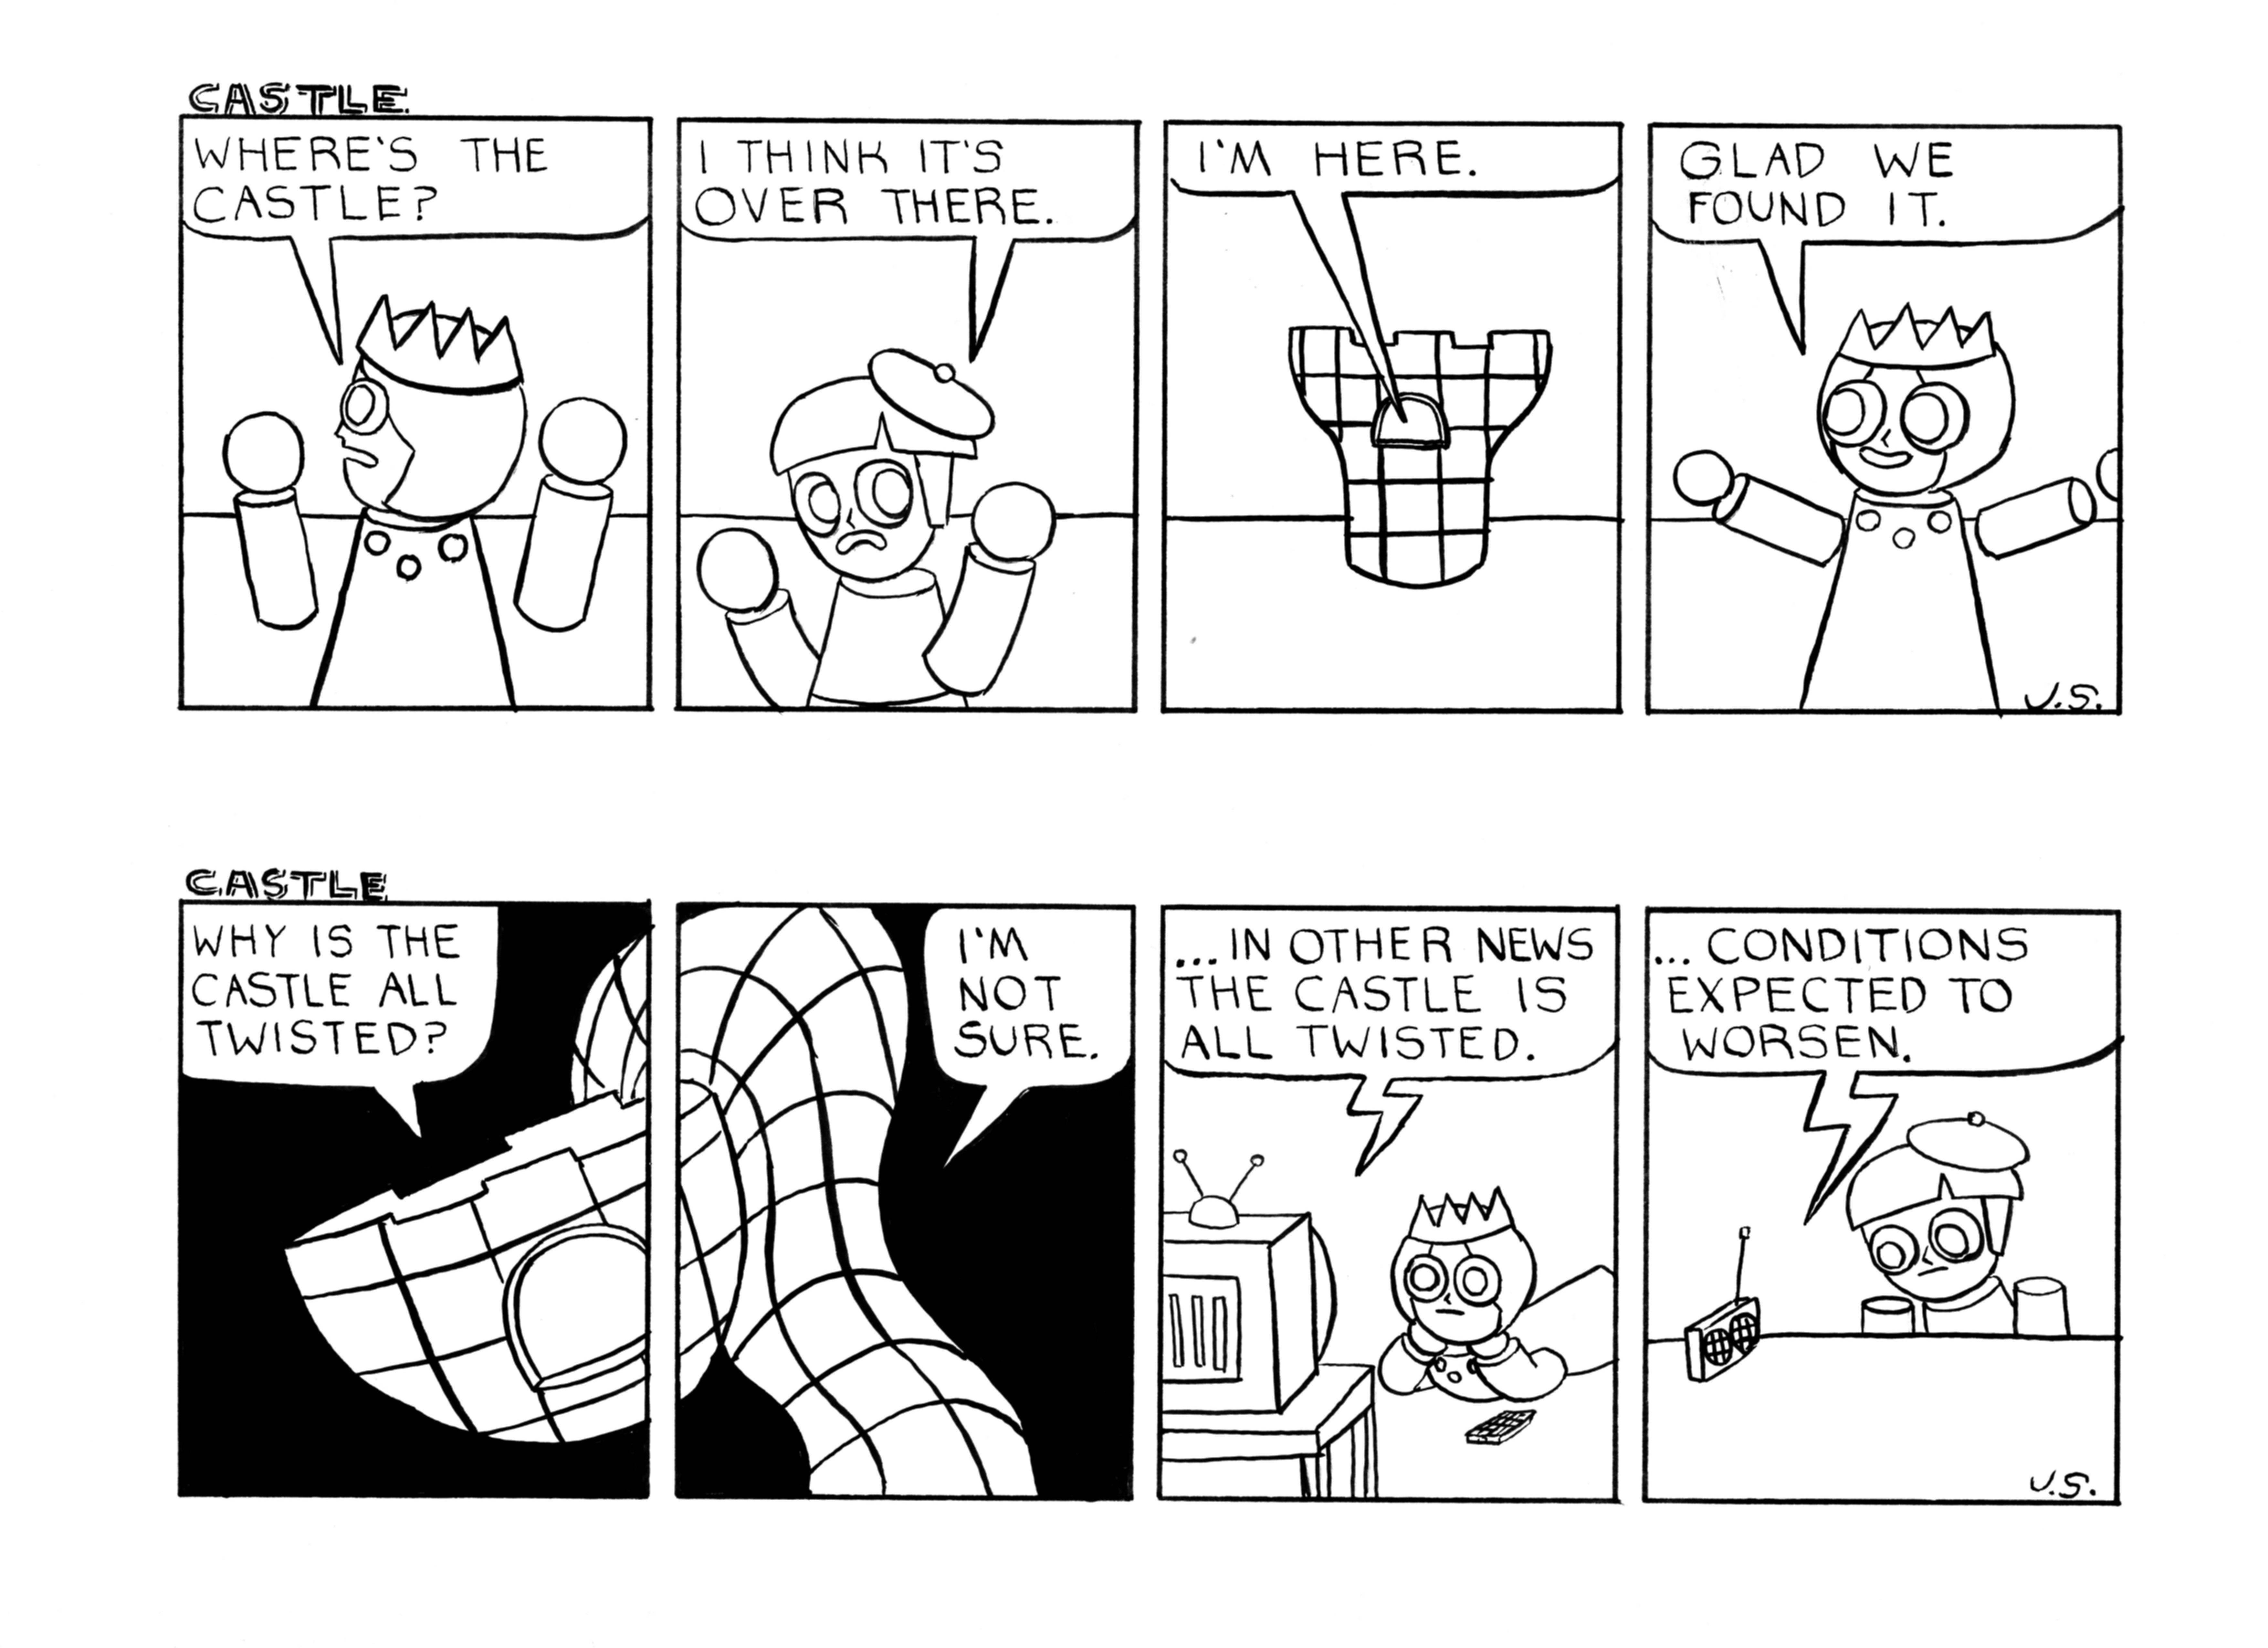 CASTLE.
WHERE'S THE
CASTLE?
I THINK IT'S
OVER THERE.
I'M HERE.
GLAD WE
FOUND IT.
J.S.
CASTLE
WHY IS THE
CASTLE ALL
TWISTED?
I'M
NOT
SURE.
...IN OTHER NEWS
THE CASTLE IS
ALL TWISTED.
...CONDITIONS
EXPECTED TO
WORSEN.
J.S.